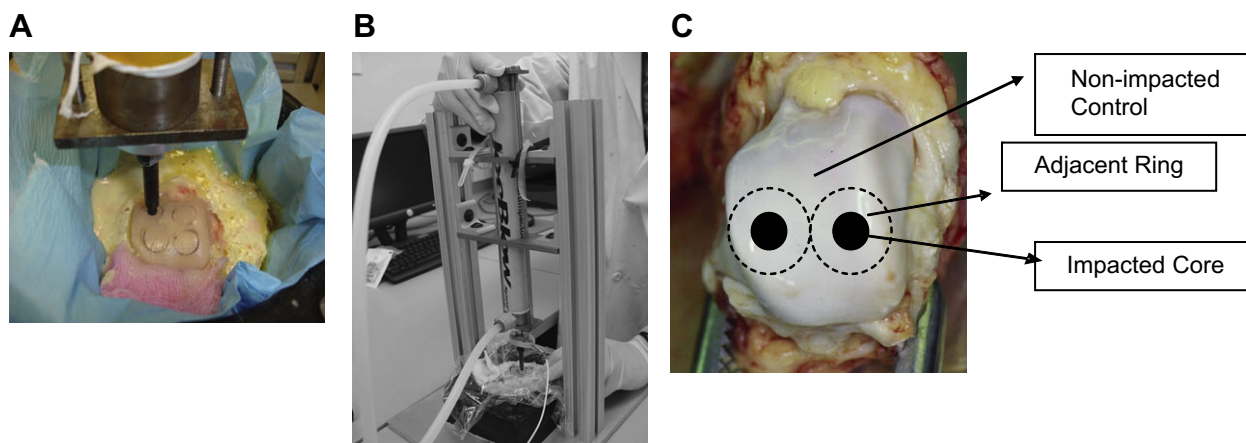 A
B
C
Non-impacted
Control
Adjacent Ring
Impacted Core